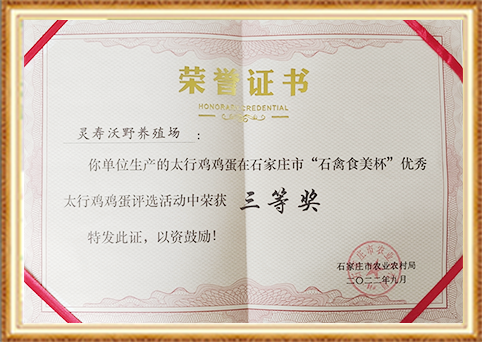 荣誉证书
HONORARY CREDENTIAL
灵寿沃野养殖场：
你单位生产的太行鸡鸡蛋在石家庄市“石禽食美杯”优秀
太行鸡鸡蛋评选活动中荣获 三等奖
特发此证，以资鼓励！
石家庄市农业农村局
二〇二二年九月